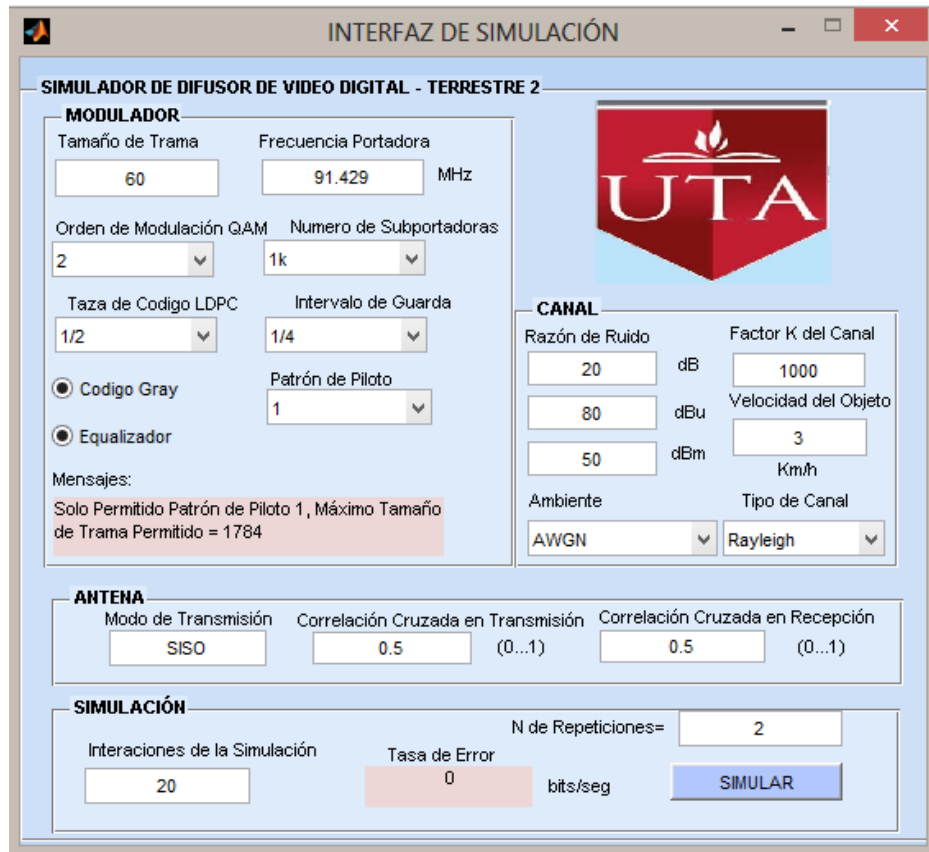 INTERFAZ DE SIMULACIÓN
SIMULADOR DE DIFUSOR DE VIDEO DIGITAL - TERRESTRE 2
MODULADOR
Tamaño de Trama Frecuencia Portadora
60 91.429 MHz
Orden de Modulación QAM Numero de Subportadoras
2 1k
Taza de Codigo LDPC Intervalo de Guarda
1/2 1/4
Codigo Gray
Patrón de Piloto
1
Equalizador
Mensajes:
Solo Permitido Patrón de Piloto 1, Máximo Tamaño
de Trama Permitido = 1784
UTA
CANAL
Razón de Ruido Factor K del Canal
20 dB 1000
80 dBu Velocidad del Objeto
3
50 dBm
Km/h
Ambiente Tipo de Canal
AWGN Rayleigh
ANTENA
Modo de Transmisión Correlación Cruzada en Transmisión Correlación Cruzada en Recepción
SISO 0.5 (0...1) 0.5 (0...1)
SIMULACIÓN
N de Repeticiones= 2
Interaciones de la Simulación Tasa de Error
20 0 bits/seg SIMULAR